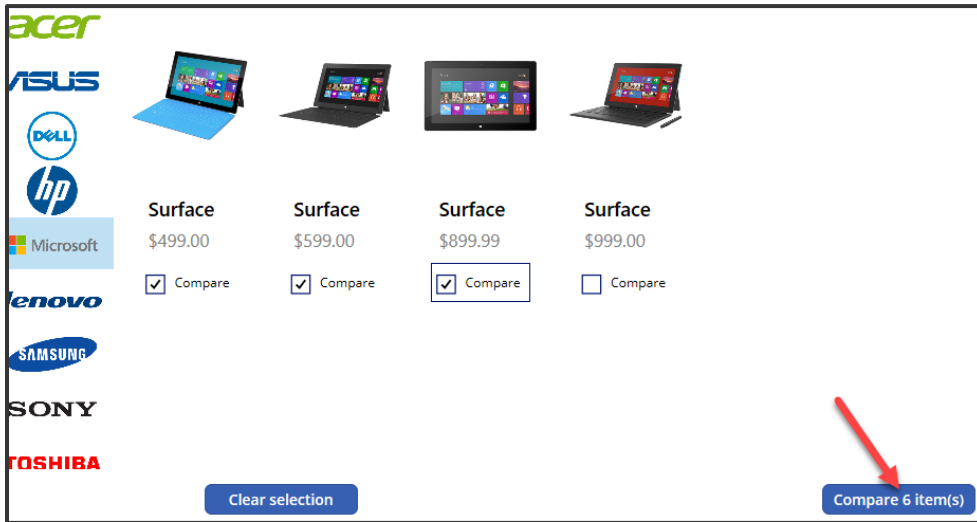 acer
ASUS
DELL
hp
Microsoft
lenovo
SAMSUNG
SONY
TOSHIBA
Surface Surface Surface Surface
$499.00 $599.00 $899.99 $999.00
Compare Compare Compare Compare
Clear selection Compare 6 item(s)